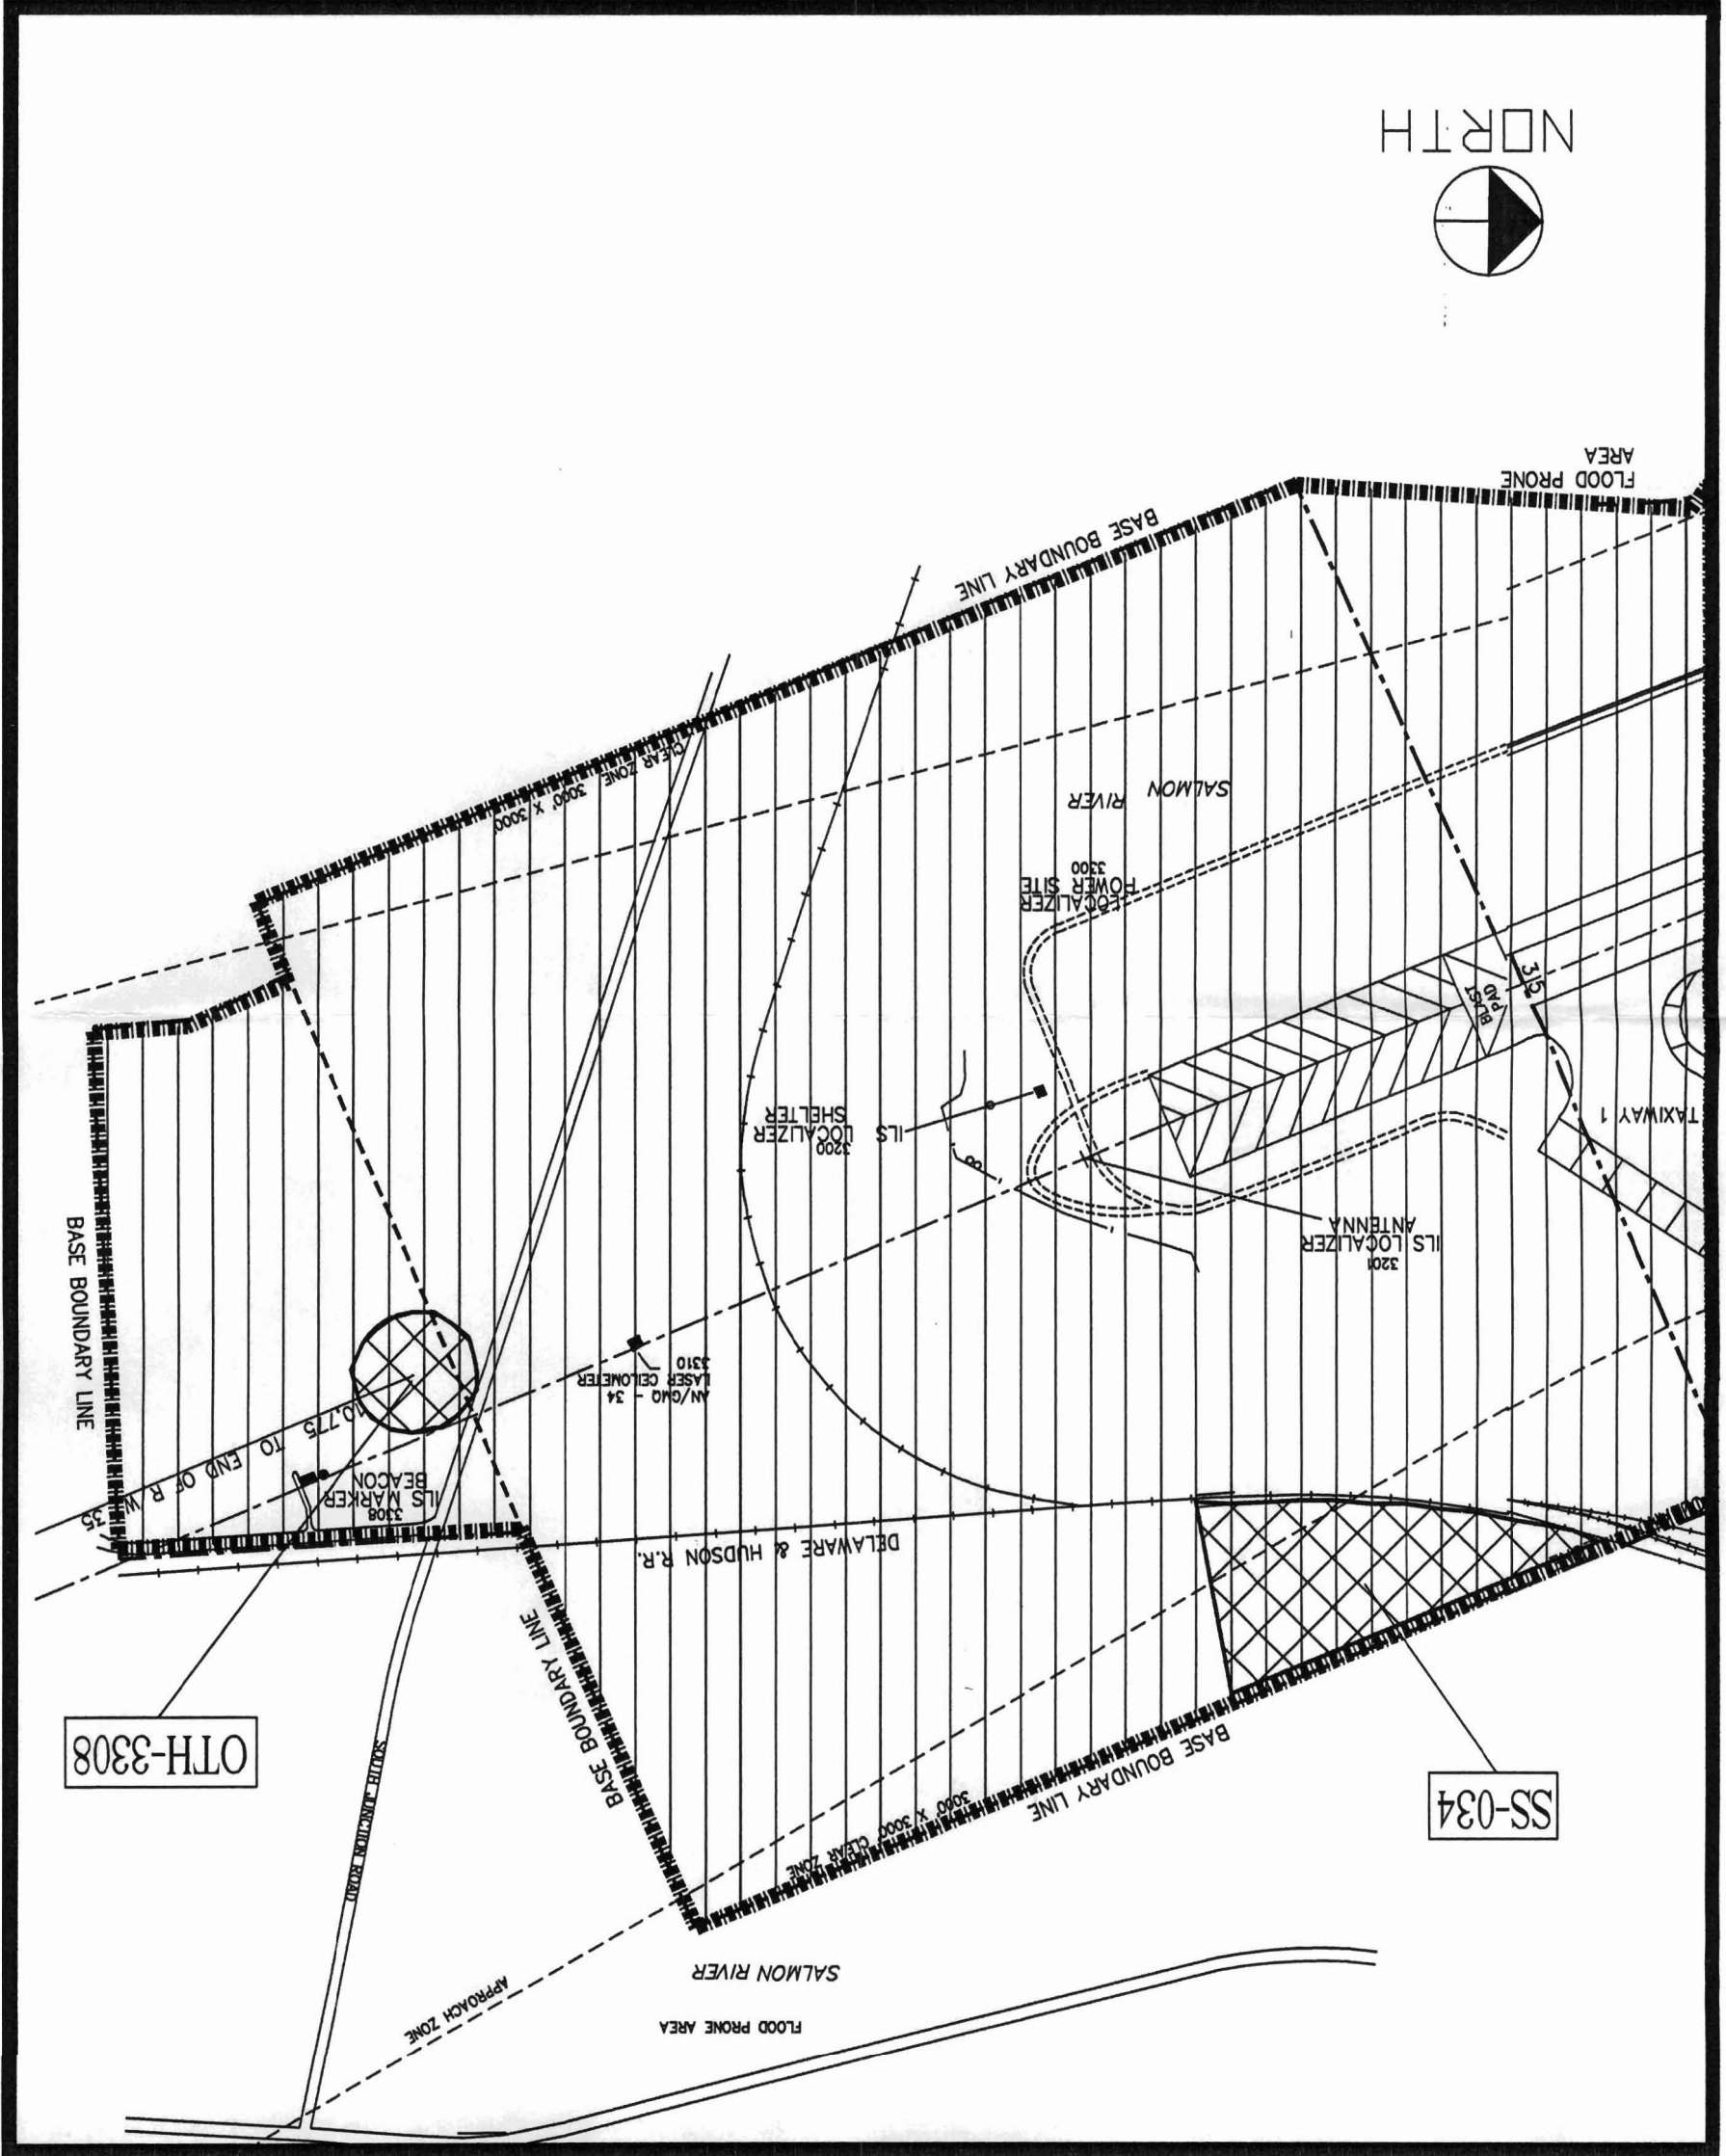 FLOOD PRONE AREA
SALMON RIVER
APPROACH ZONE
SS-034
3000' X 3000' CLEAR ZONE
BASE BOUNDARY LINE
BASE BOUNDARY LINE
SOUTH JUNCTION ROAD
OTH-3308
DELAWARE & HUDSON R.R.
3308
ILS MARKER
BEACON
10.775 TO END OF R W 35
BASE BOUNDARY LINE
AN/GMQ - 34
LASER CEILOMETER
3310
3201
ILS LOCALIZER
ANTENNA
3200
ILS LOCALIZER
SHELTER
TAXIWAY 1
35
BLAST
PAD
LOCALIZER
POWER SITE
3300
SALMON RIVER
3000' X 3000'
CLEAR ZONE
BASE BOUNDARY LINE
FLOOD PRONE
AREA
NORTH